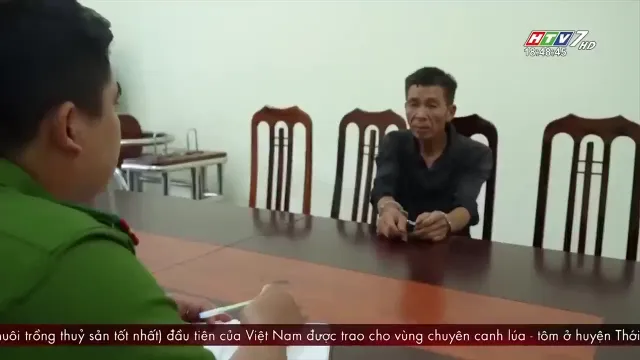 HTV7 HD
18:48:45
nuôi trồng thuỷ sản tốt nhất) đầu tiên của Việt Nam được trao cho vùng chuyên canh lúa - tôm ở huyện Thái